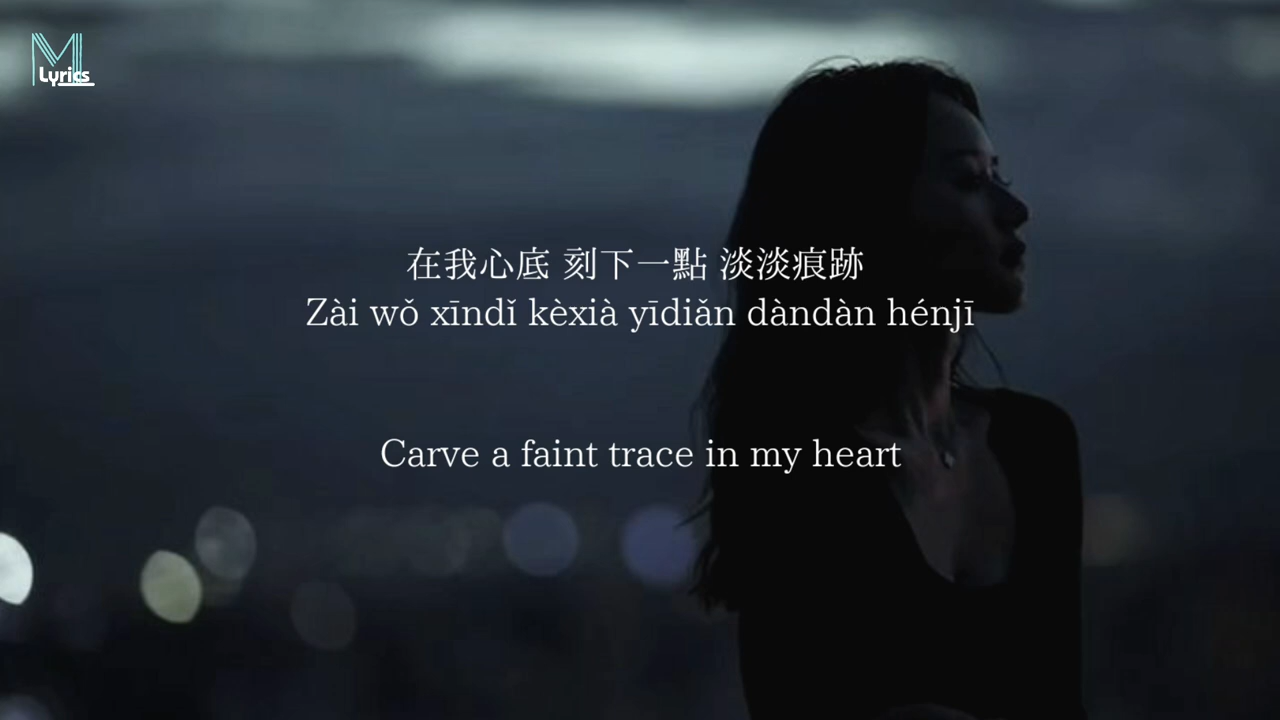 M
Lyrics
在我心底 刻下一點 淡淡痕跡
Zài wǒ xīndǐ kèxià yīdiǎn dàndàn hénjī
Carve a faint trace in my heart